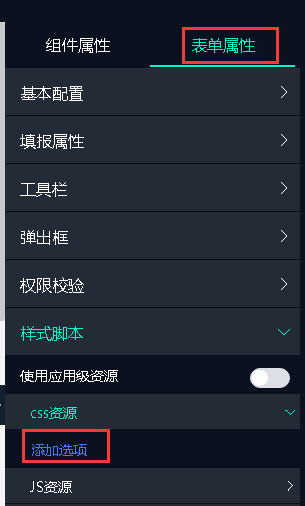 组件属性 表单属性
基本配置
填报属性
工具栏
弹出框
权限校验
样式脚本
使用应用级资源
css资源
添加选项
JS资源